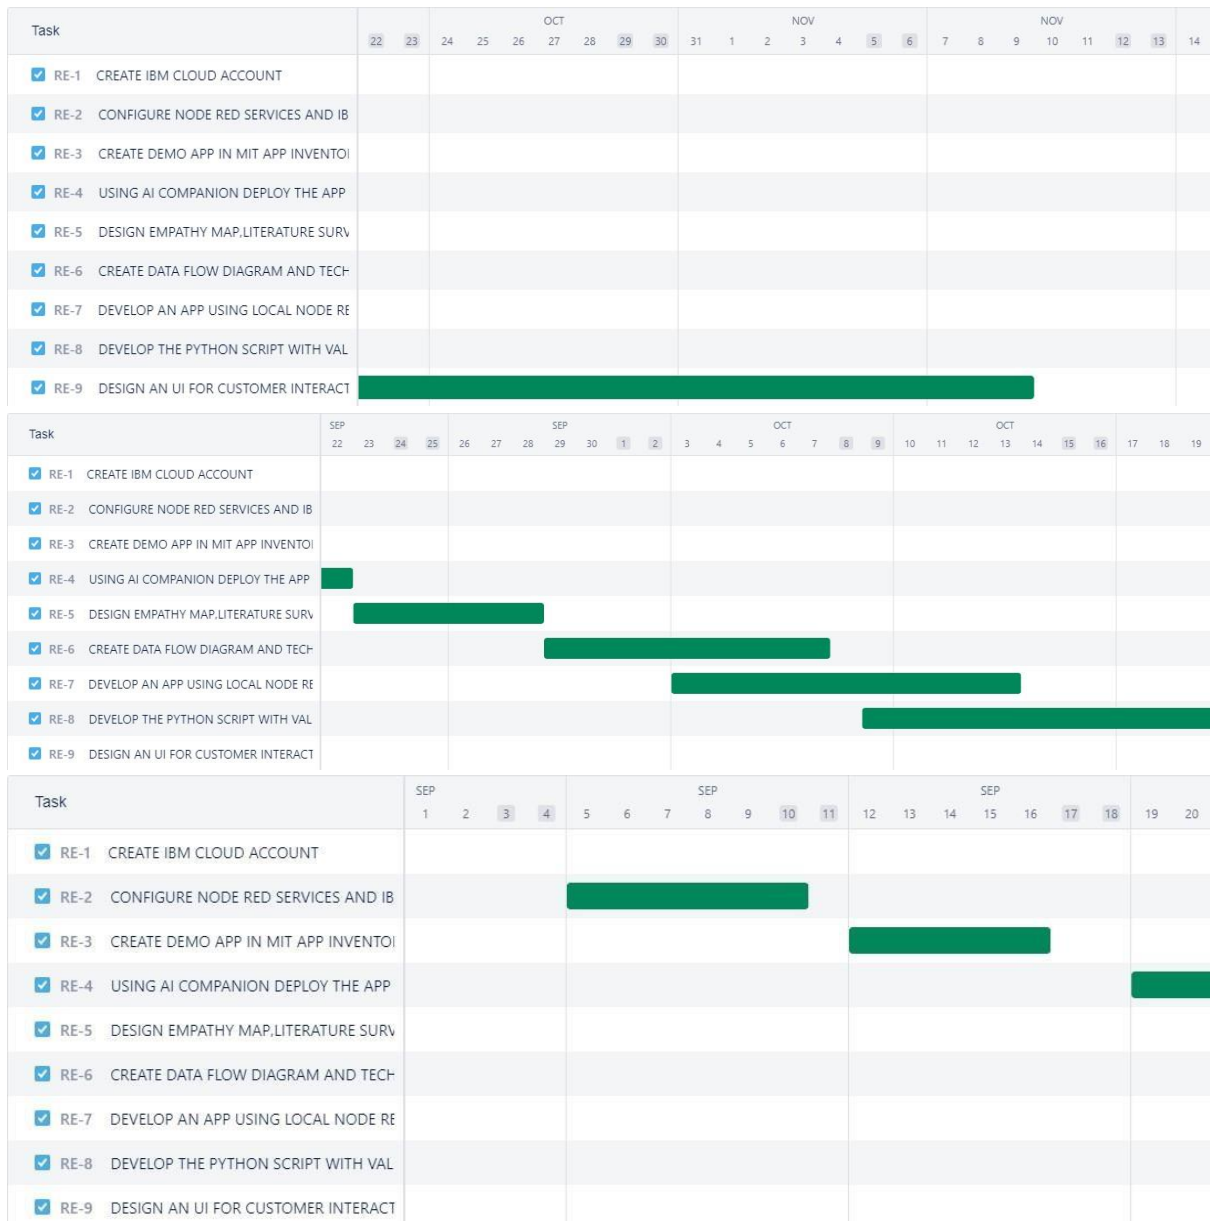 Task
OCT NOV NOV
22 23 24 25 26 27 28 29 30 31 1 2 3 4 5 6 7 8 9 10 11 12 13 14
RE-1 CREATE IBM CLOUD ACCOUNT
RE-2 CONFIGURE NODE RED SERVICES AND IB
RE-3 CREATE DEMO APP IN MIT APP INVENTO
RE-4 USING AI COMPANION DEPLOY THE APP
RE-5 DESIGN EMPATHY MAP,LITERATURE SURV
RE-6 CREATE DATA FLOW DIAGRAM AND TECH
RE-7 DEVELOP AN APP USING LOCAL NODE RE
RE-8 DEVELOP THE PYTHON SCRIPT WITH VAL
RE-9 DESIGN AN UI FOR CUSTOMER INTERACT
Task
SEP SEP OCT OCT
22 23 24 25 26 27 28 29 30 1 2 3 4 5 6 7 8 9 10 11 12 13 14 15 16 17 18 19
RE-1 CREATE IBM CLOUD ACCOUNT
RE-2 CONFIGURE NODE RED SERVICES AND IB
RE-3 CREATE DEMO APP IN MIT APP INVENTO
RE-4 USING AI COMPANION DEPLOY THE APP
RE-5 DESIGN EMPATHY MAP,LITERATURE SURV
RE-6 CREATE DATA FLOW DIAGRAM AND TECH
RE-7 DEVELOP AN APP USING LOCAL NODE RE
RE-8 DEVELOP THE PYTHON SCRIPT WITH VAL
RE-9 DESIGN AN UI FOR CUSTOMER INTERACT
Task
SEP SEP SEP
1 2 3 4 5 6 7 8 9 10 11 12 13 14 15 16 17 18 19 20
RE-1 CREATE IBM CLOUD ACCOUNT
RE-2 CONFIGURE NODE RED SERVICES AND IB
RE-3 CREATE DEMO APP IN MIT APP INVENTO
RE-4 USING AI COMPANION DEPLOY THE APP
RE-5 DESIGN EMPATHY MAP,LITERATURE SURV
RE-6 CREATE DATA FLOW DIAGRAM AND TECH
RE-7 DEVELOP AN APP USING LOCAL NODE RE
RE-8 DEVELOP THE PYTHON SCRIPT WITH VAL
RE-9 DESIGN AN UI FOR CUSTOMER INTERACT